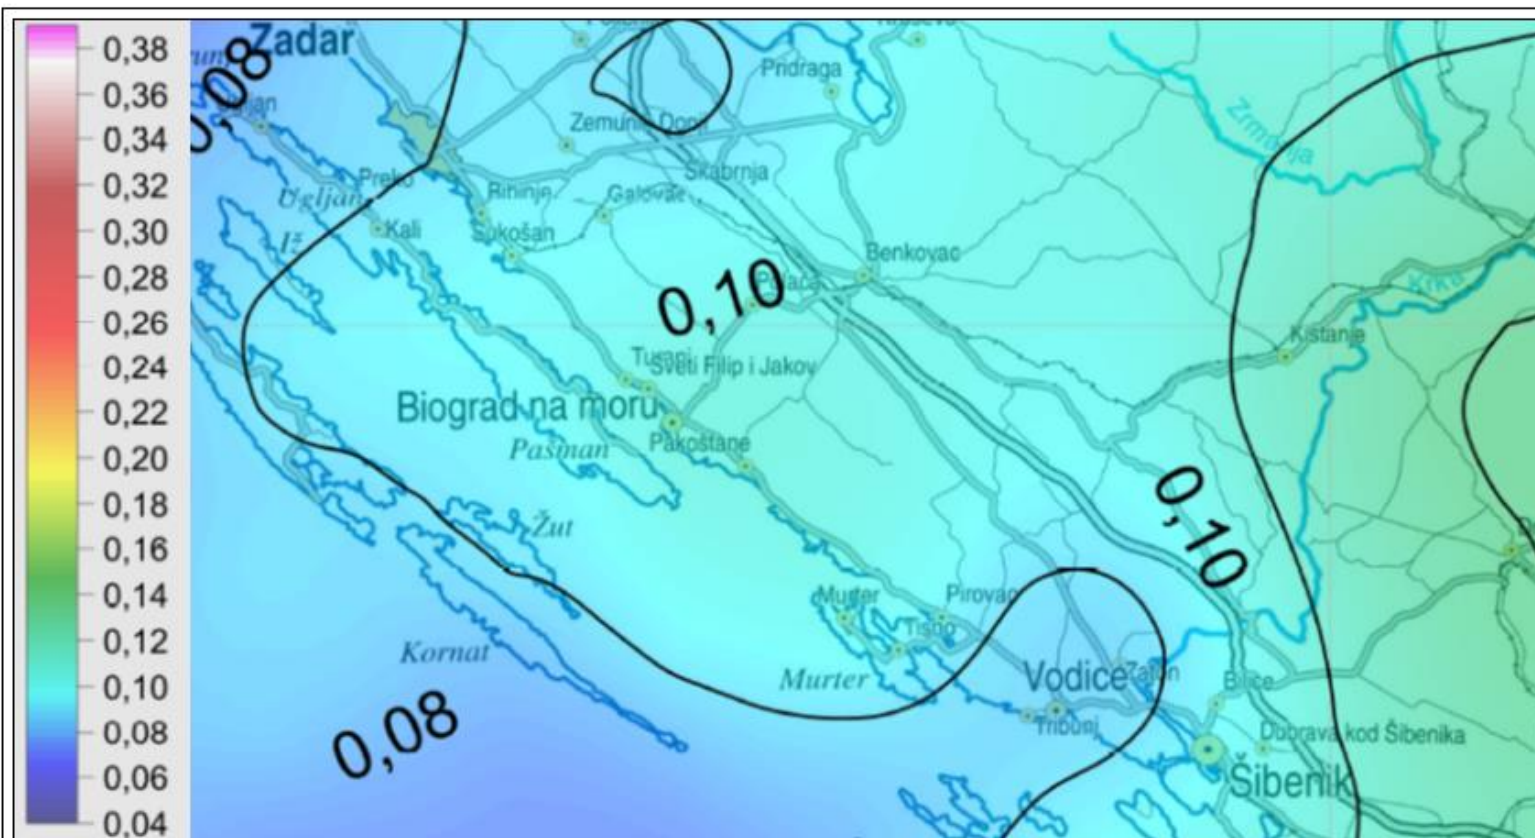 0,38
0,36
0,34
0,32
0,30
0,28
0,26
0,24
0,22
0,20
0,18
0,16
0,14
0,12
0,10
0,08
0,06
0,04
Zadar
0,08
Pridraga
Zemunik Donji
Zrmanja
Škabrnja
Preko
Ugljan
Bibinje
Galovac
Kali
Sukošan
Iž
Benkovac
Polača
0,10
Krka
Kistanje
Turanj
Sveti Filip i Jakov
Biograd na moru
Pakoštane
Pašman
0,10
Žut
Murter
Pirovac
Tisno
Kornat
Murter
Vodice
Zaton
Bilice
0,08
Tribunj
Dubrava kod Šibenika
Šibenik